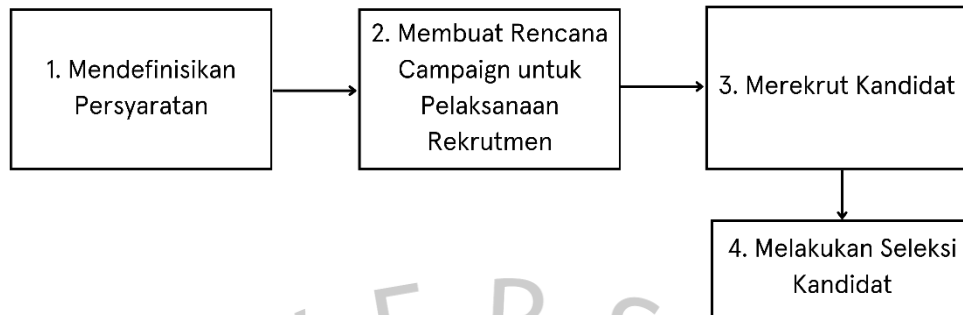 1. Mendefinisikan
Persyaratan
2. Membuat Rencana
Campaign untuk
Pelaksanaan
Rekrutmen
3. Merekrut Kandidat
4. Melakukan Seleksi
Kandidat